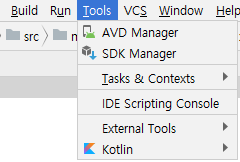 Build Run Tools VCS Window Help
src
AVD Manager
SDK Manager
Tasks & Contexts
IDE Scripting Console
External Tools
Kotlin